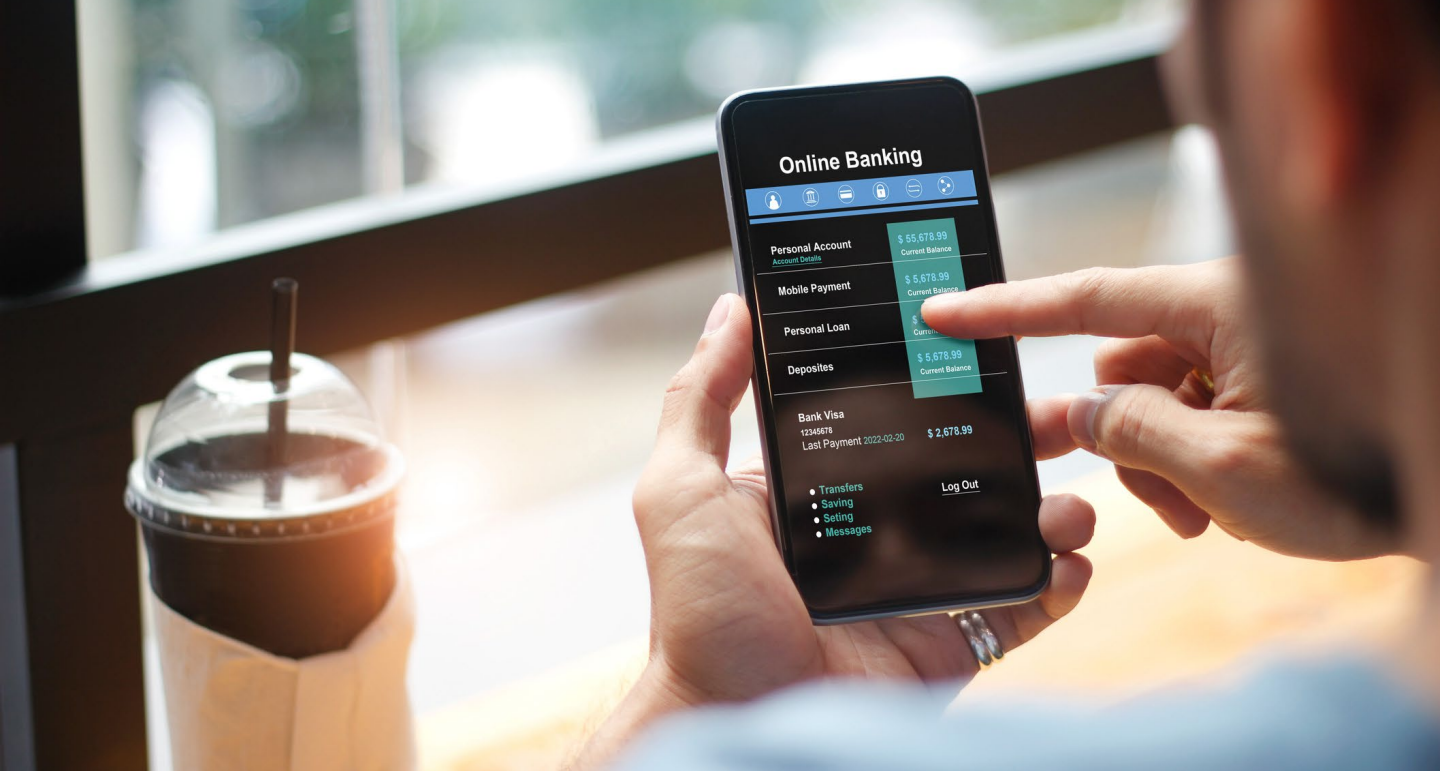 Online Banking
Personal Account
Account Details
$ 55,678.99
Current Balance
Mobile Payment
$ 5,678.99
Current Balance
Personal Loan
$
Deposites
$ 5,678.99
Current Balance
Bank Visa
12345678
Last Payment 2022-02-20
$ 2,678.99
Transfers
Saving
Seting
Messages
Log Out